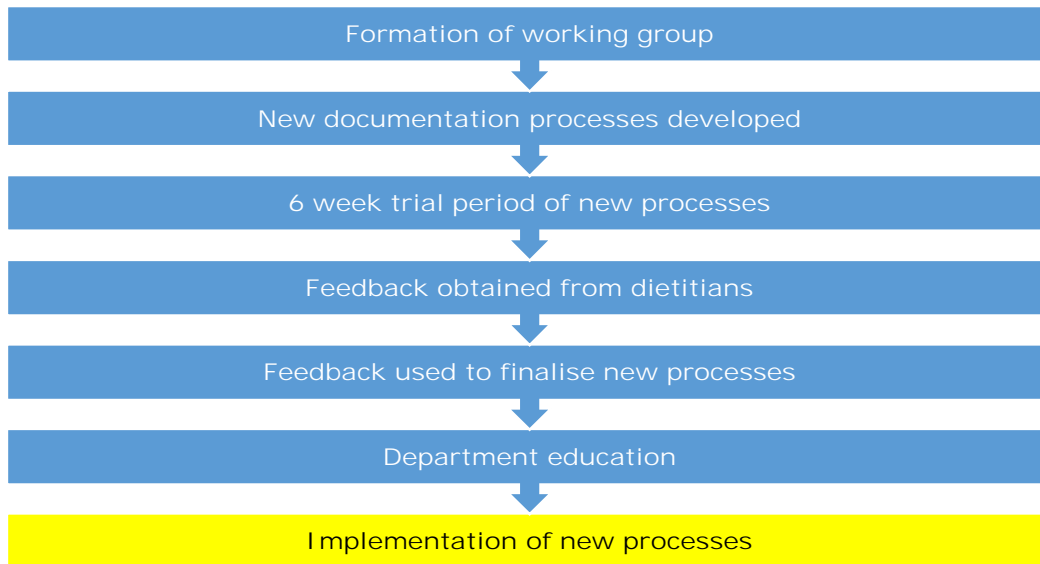 Formation of working group
New documentation processes developed
6 week trial period of new processes
Feedback obtained from dietitians
Feedback used to finalise new processes
Department education
Implementation of new processes